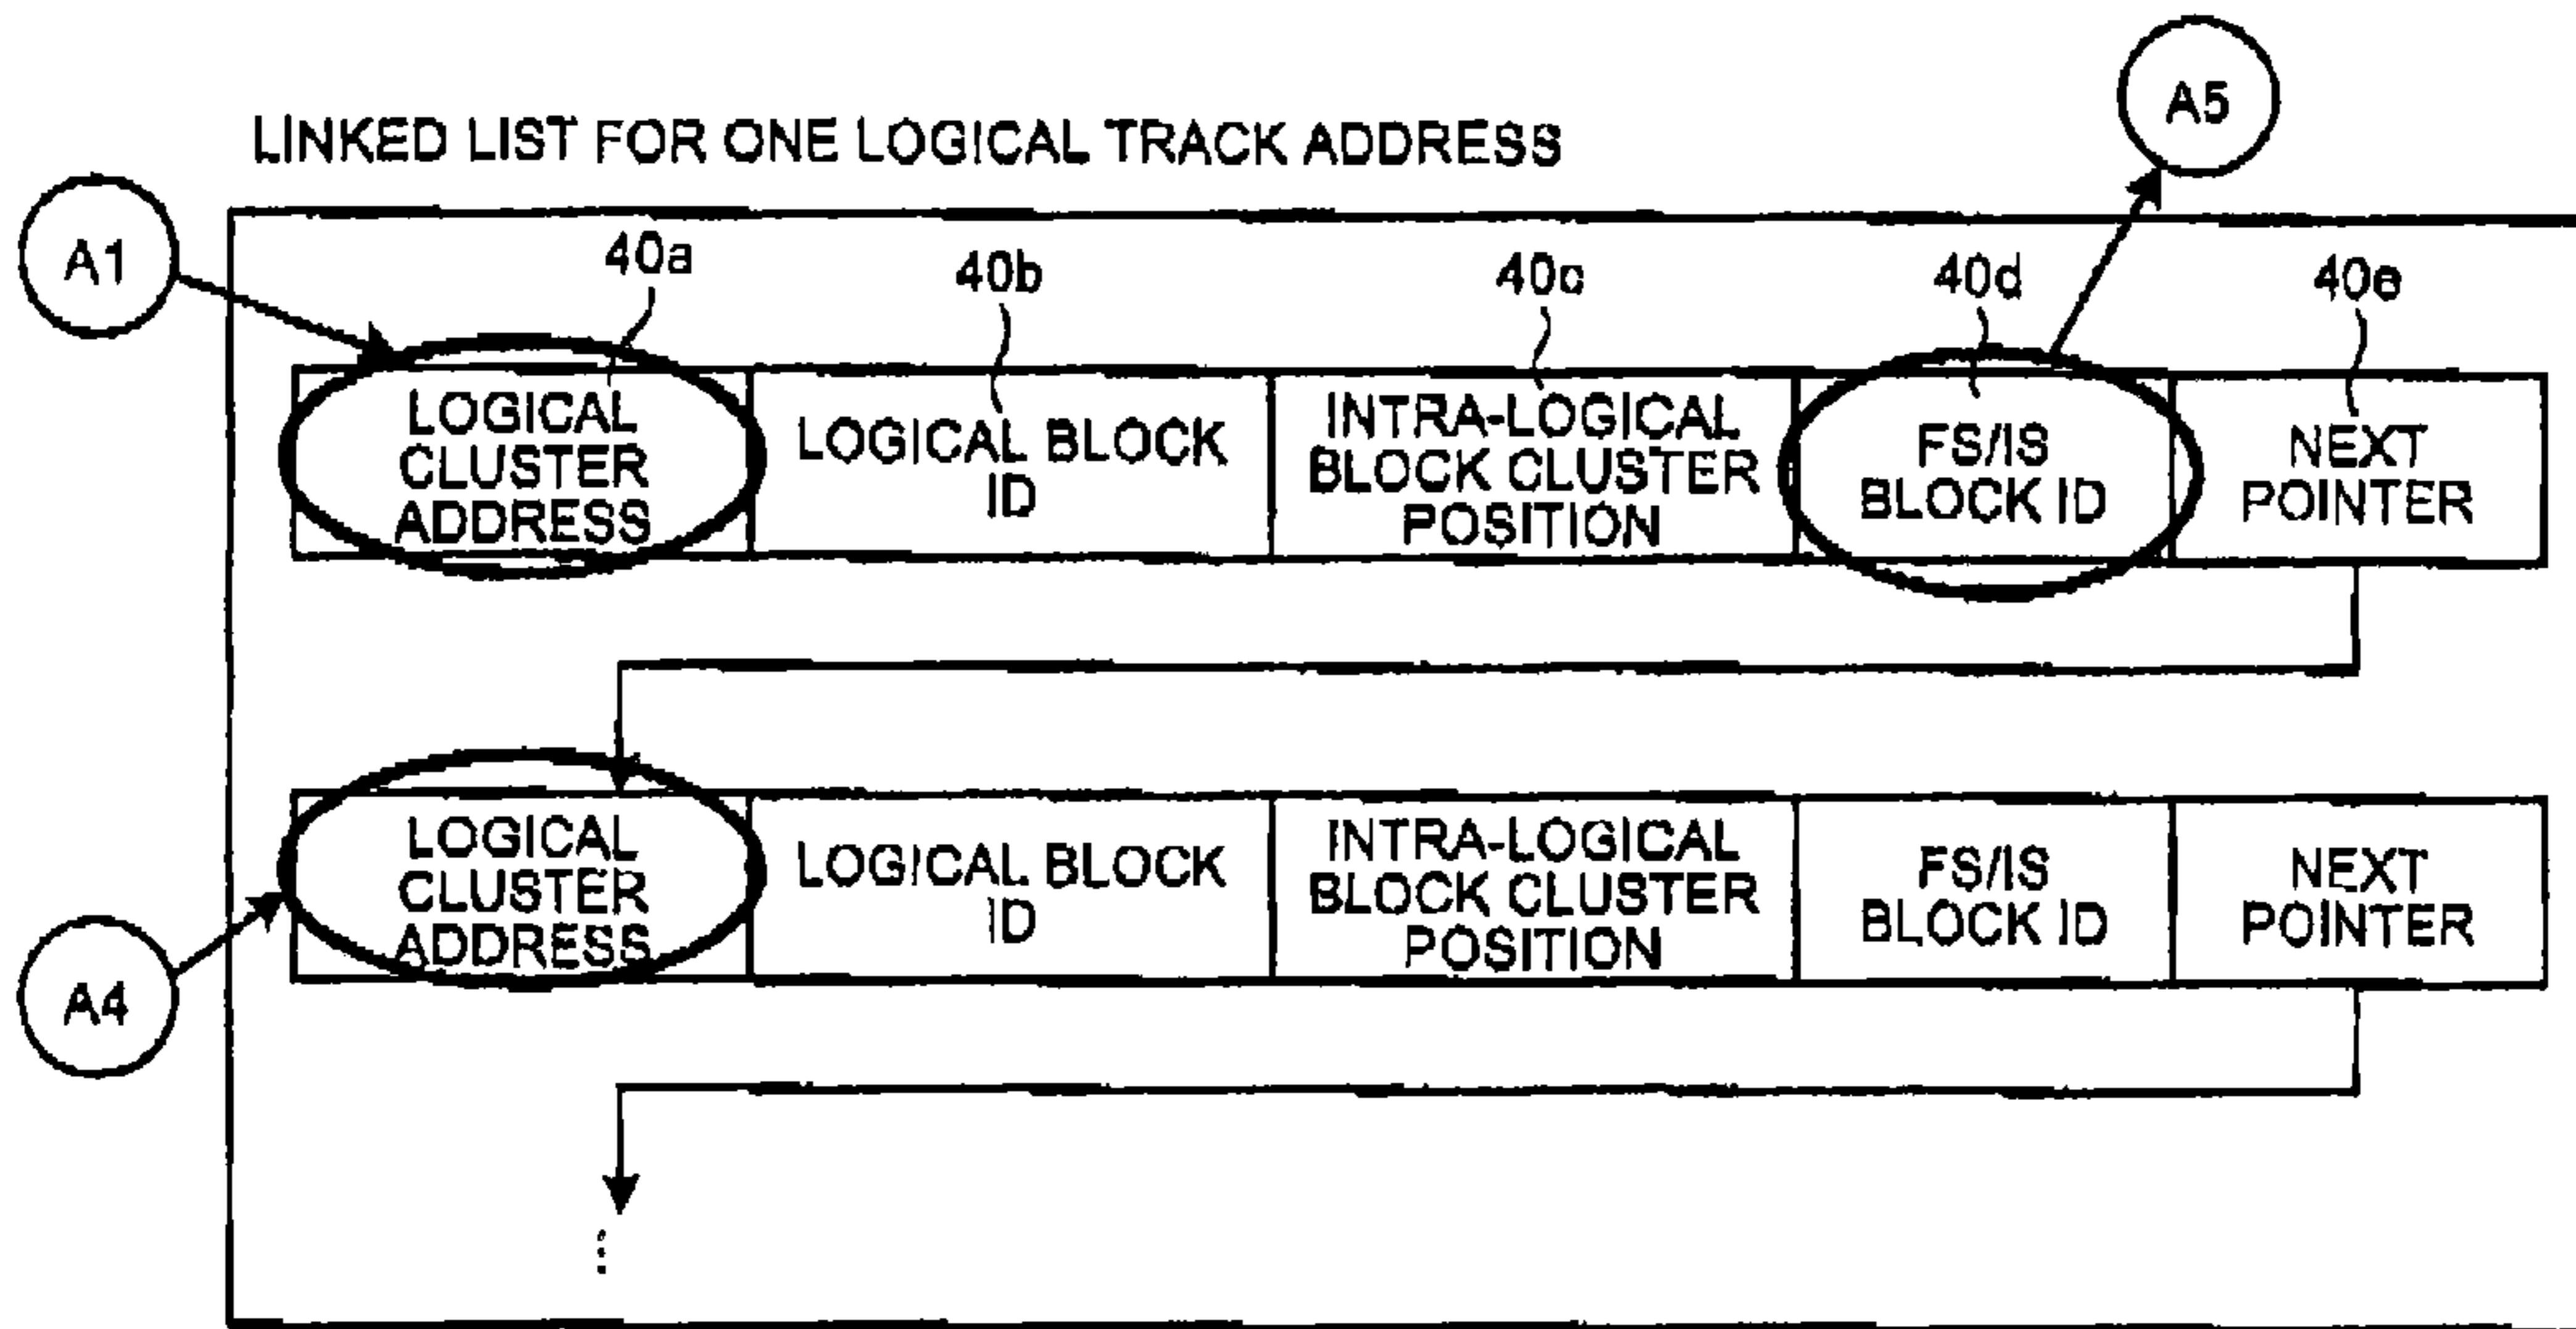 A5
LINKED LIST FOR ONE LOGICAL TRACK ADDRESS
A1
40a
40b
40c
40d
40e
LOGICAL
CLUSTER
ADDRESS
LOGICAL BLOCK
ID
INTRA-LOGICAL
BLOCK CLUSTER
POSITION
FS/IS
BLOCK ID
NEXT
POINTER
LOGICAL
CLUSTER
ADDRESS
LOGICAL BLOCK
ID
INTRA-LOGICAL
BLOCK CLUSTER
POSITION
FS/IS
BLOCK ID
NEXT
POINTER
A4
⋮